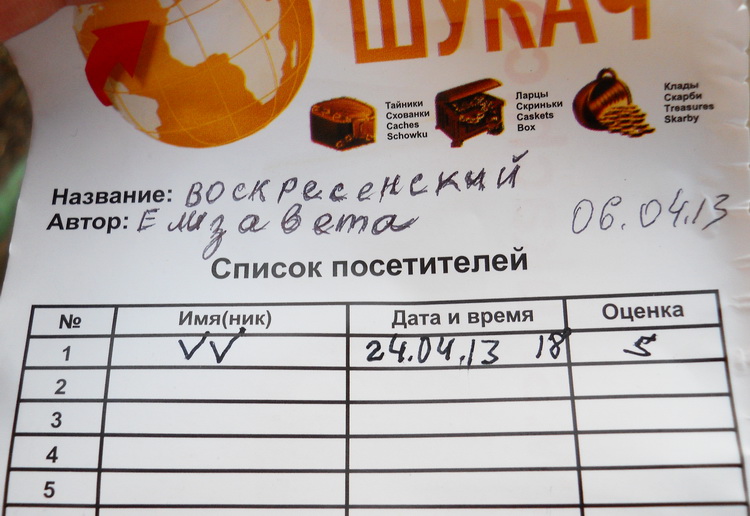 ШУКАЧ
Тайники
Схованки
Caches
Schowku
Ларцы
Скриньки
Caskets
Box
Клады
Скарби
Treasures
Skarby
Название: воскресенский
Автор: Елизавета 06.04.13
Список посетителей
№ Имя(ник) Дата и время Оценка
1 VV 24.04.13 18 5
2
3
4
5